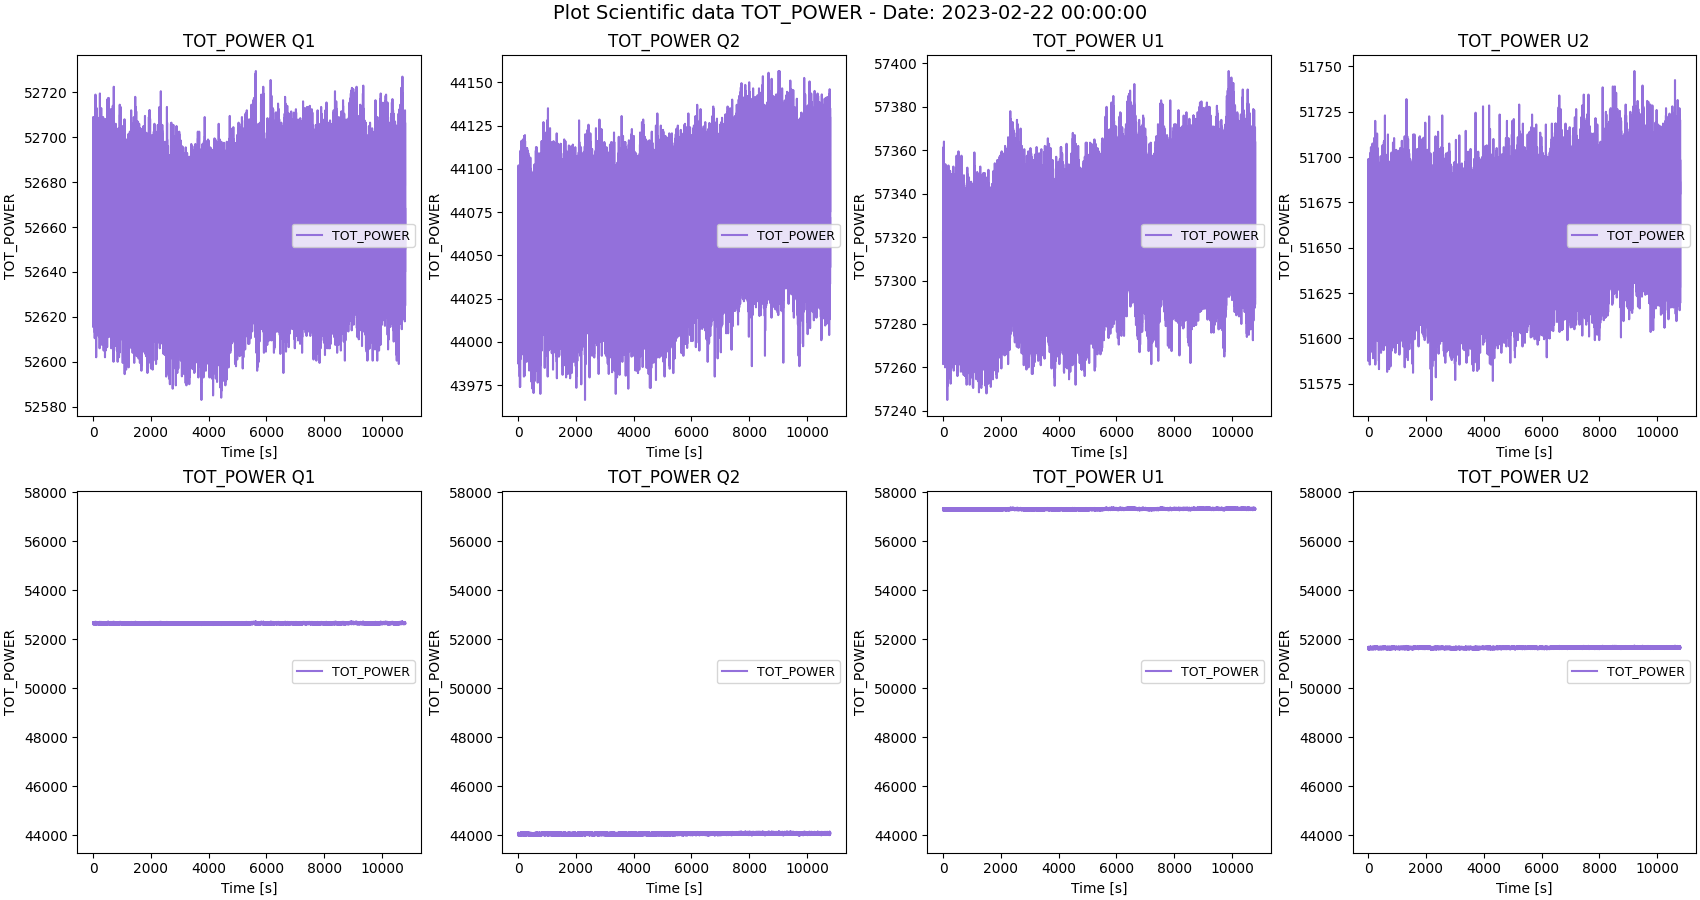 Plot Scientific data TOT_POWER - Date: 2023-02-22 00:00:00
TOT_POWER Q1
TOT_POWER
52720
52700
52680
52660
52640
52620
52600
52580
0 2000 4000 6000 8000 10000
Time [s]
TOT_POWER
TOT_POWER Q2
TOT_POWER
44150
44125
44100
44075
44050
44025
44000
43975
0 2000 4000 6000 8000 10000
Time [s]
TOT_POWER
TOT_POWER U1
TOT_POWER
57400
57380
57360
57340
57320
57300
57280
57260
57240
0 2000 4000 6000 8000 10000
Time [s]
TOT_POWER
TOT_POWER U2
TOT_POWER
51750
51725
51700
51675
51650
51625
51600
51575
0 2000 4000 6000 8000 10000
Time [s]
TOT_POWER
TOT_POWER Q1
TOT_POWER
58000
56000
54000
52000
50000
48000
46000
44000
0 2000 4000 6000 8000 10000
Time [s]
TOT_POWER
TOT_POWER Q2
TOT_POWER
58000
56000
54000
52000
50000
48000
46000
44000
0 2000 4000 6000 8000 10000
Time [s]
TOT_POWER
TOT_POWER U1
TOT_POWER
58000
56000
54000
52000
50000
48000
46000
44000
0 2000 4000 6000 8000 10000
Time [s]
TOT_POWER
TOT_POWER U2
TOT_POWER
58000
56000
54000
52000
50000
48000
46000
44000
0 2000 4000 6000 8000 10000
Time [s]
TOT_POWER